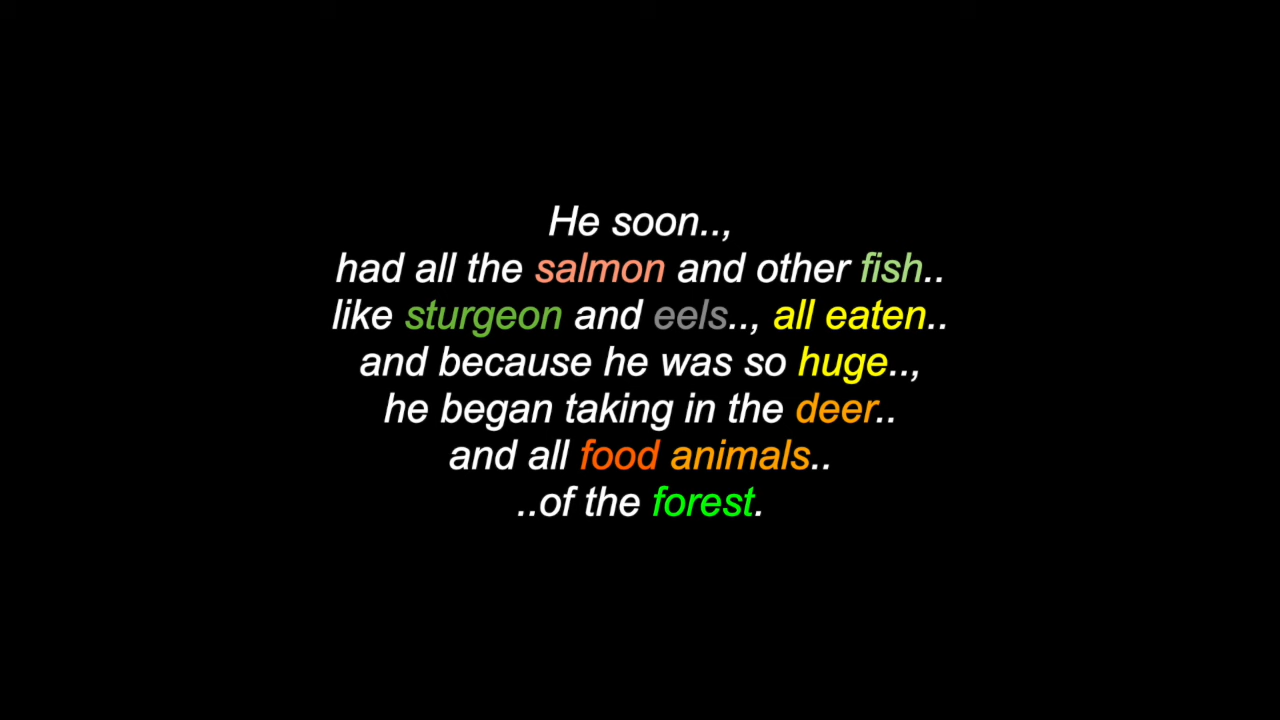 He soon..,
had all the salmon and other fish..
like sturgeon and eels.., all eaten..
and because he was so huge..,
he began taking in the deer..
and all food animals..
..of the forest.